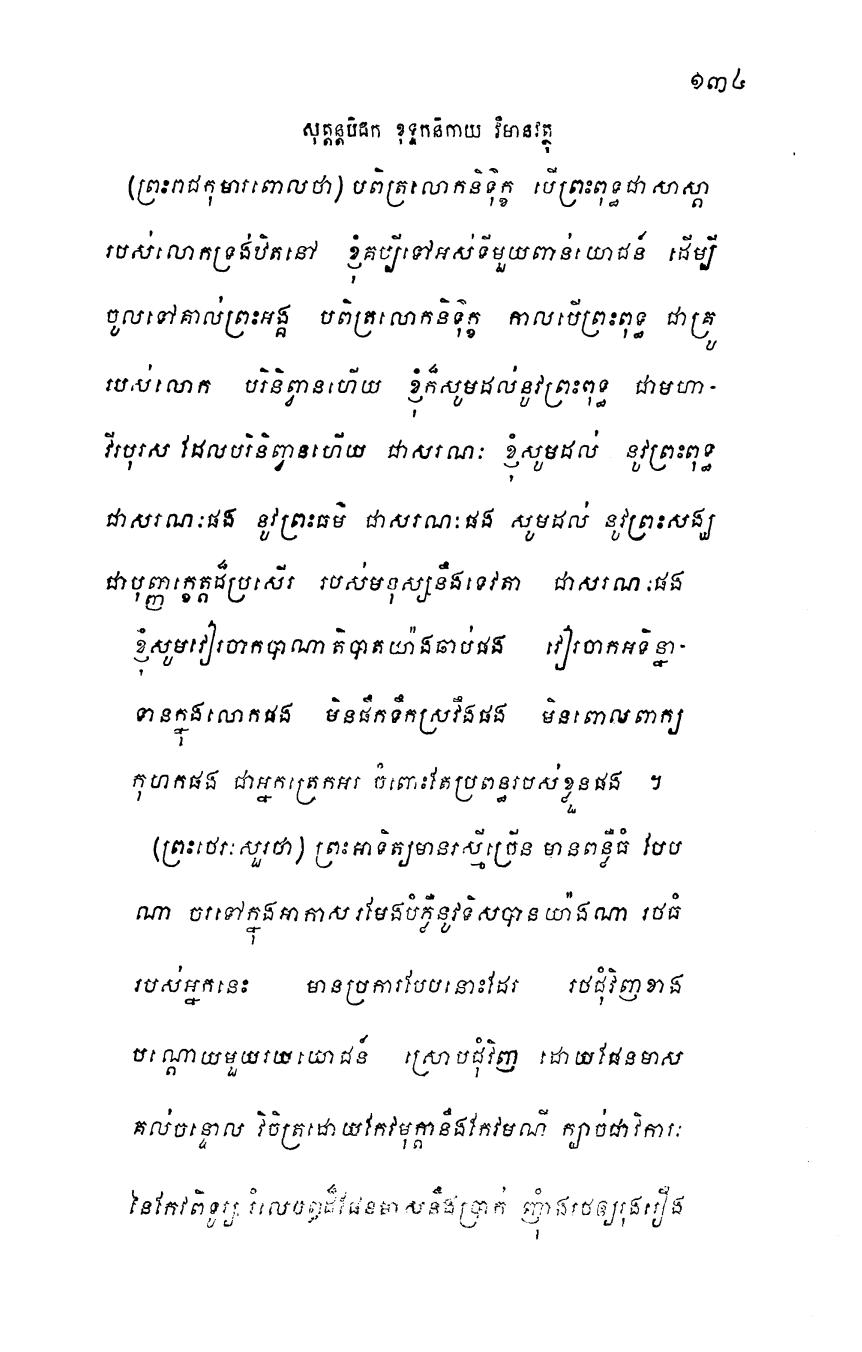 ១៣៤
សុត្តន្តបិដក ខុទ្ទកនិកាយ វិមានវត្ថុ
(ព្រះរាជកុមារពោលថា) បពិត្រលោកនិទ៌ុក្ខ បើព្រះពុទ្ធជាសាស្តា
របស់លោកទ្រង់ឋិតនៅ ខ្ញុំគប្បីទៅអស់ទីមួយពាន់យោជន៍ ដើម្បី
ចូលទៅគាល់ព្រះអង្គ បពិត្រលោកនិទ៌ុក្ខ កាលបើព្រះពុទ្ធ ជាគ្រូ
របស់លោក បរិនិព្វានហើយ ខ្ញុំក៏សូមដល់នូវព្រះពុទ្ធ ជាមហា-
វីរបុរស ដែលបរិនិព្វានហើយ ជាសរណៈ ខ្ញុំសូមដល់ នូវព្រះពុទ្ធ
ជាសរណៈផង នូវព្រះធម៌ ជាសរណៈផង សូមដល់ នូវព្រះសង្ឃ
ជាបុញ្ញក្ខេត្តដ៏ប្រសើរ របស់មនុស្សនឹងទេវតា ជាសរណៈផង
ខ្ញុំសូមវៀរចាកបាណាតិបាតយ៉ាងឆាប់ផង វៀរចាកអទិន្នា-
ទានក្នុងលោកផង មិនផឹកទឹកស្រវឹងផង មិនពោលពាក្យ
កុហកផង ជាអ្នកត្រេកអរ ចំពោះតែប្រពន្ធរបស់ខ្លួនផង ។
(ព្រះថេរៈសួរថា) ព្រះអាទិត្យមានរស្មីច្រើន មានពន្លឺធំ បែប
ណា ចរទៅក្នុងអាកាសរមែងបំភ្លឺនូវទិសបានយ៉ាងណា រថធំ
របស់អ្នកនេះ មានប្រការបែបនោះដែរ រថជុំវិញខាង
បណ្តោយមួយរយយោជន៍ ស្រោបជុំវិញ ដោយផែនមាស
គល់ចន្ទោល វិចិត្រដោយកែវមុក្តានឹងកែវមណី ក្បាច់ជាវិការៈ
នៃកែវពិទូរ្យ រំលេចឮដ៏ផែនមាសនឹងប្រាក់ ញ៉ាំងរថឲ្យរុងរឿង